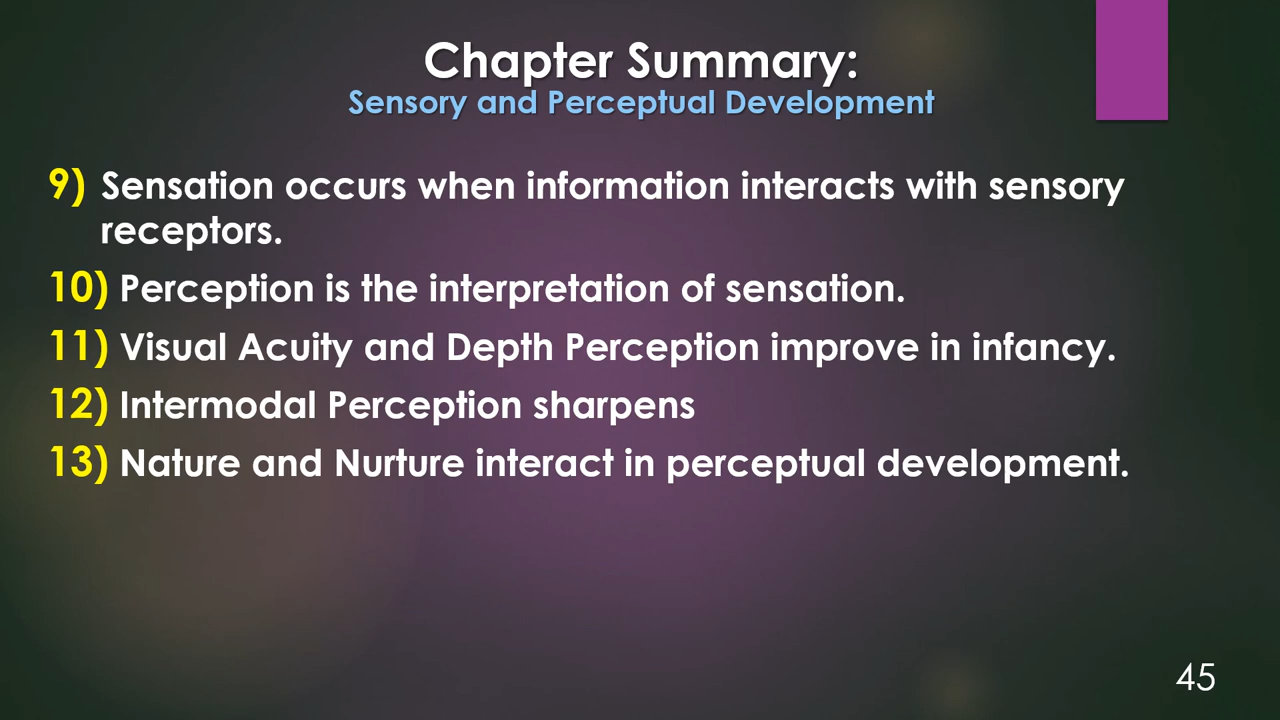 Chapter Summary:
Sensory and Perceptual Development
9) Sensation occurs when information interacts with sensory
receptors.
10) Perception is the interpretation of sensation.
11) Visual Acuity and Depth Perception improve in infancy.
12) Intermodal Perception sharpens
13) Nature and Nurture interact in perceptual development.
45